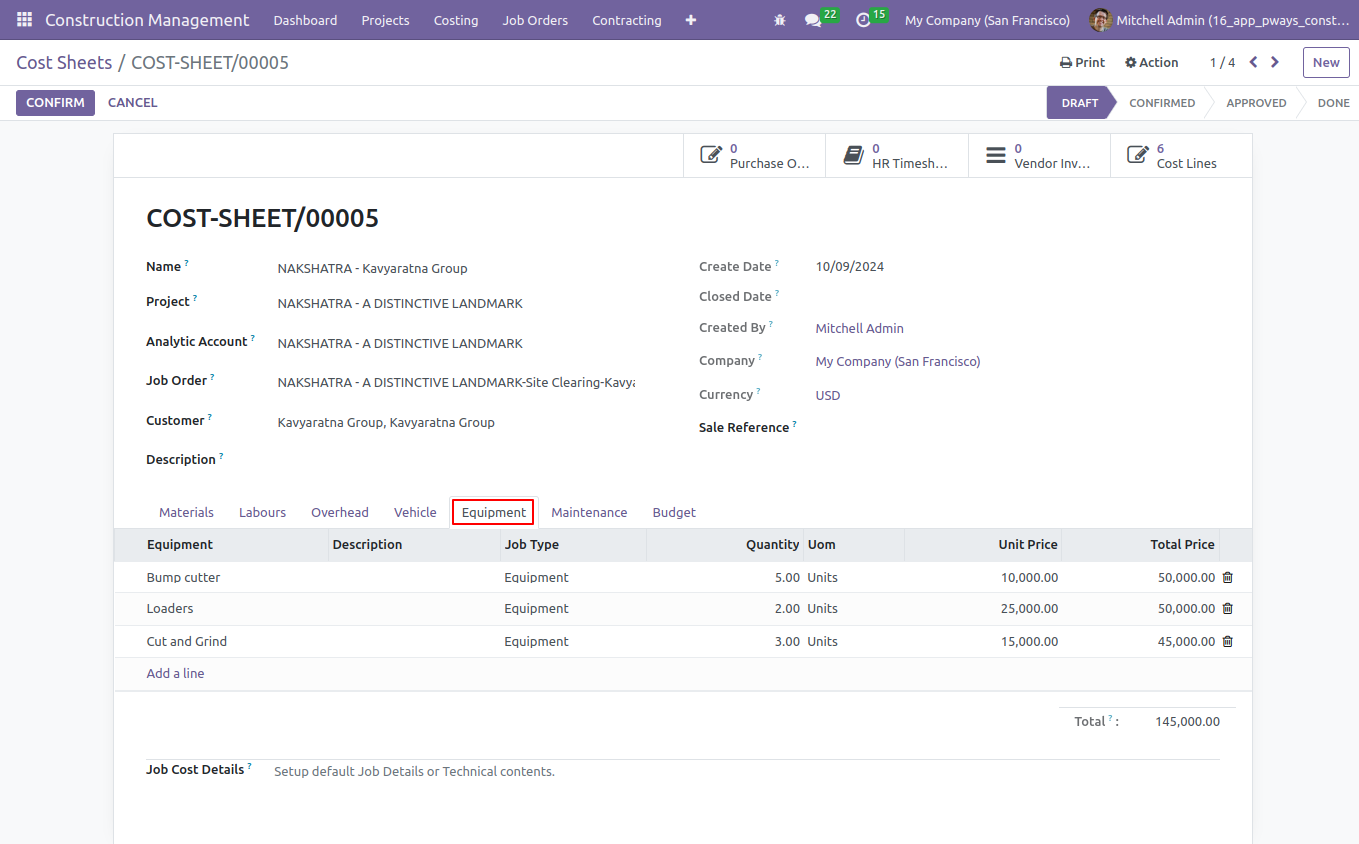 Construction Management Dashboard Projects Costing Job Orders Contracting 22 15 My Company (San Francisco) Mitchell Admin (16_app_pways_const...
Cost Sheets / COST-SHEET/00005 Print Action 1 / 4 New
CONFIRM CANCEL DRAFT CONFIRMED APPROVED DONE
0 0 0 6
Purchase O... HR Timesh... Vendor Inv... Cost Lines
COST-SHEET/00005
Name ? NAKSHATRA - Kavyaratna Group Create Date ? 10/09/2024
Project ? NAKSHATRA - A DISTINCTIVE LANDMARK Closed Date ?
Analytic Account ? NAKSHATRA - A DISTINCTIVE LANDMARK Created By ? Mitchell Admin
Job Order ? NAKSHATRA - A DISTINCTIVE LANDMARK-Site Clearing-Kavya Company ? My Company (San Francisco)
Customer ? Kavyaratna Group, Kavyaratna Group Currency ? USD
Description ? Sale Reference ?
Materials Labours Overhead Vehicle Equipment Maintenance Budget
Equipment Description Job Type Quantity Uom Unit Price Total Price
Bump cutter Equipment 5.00 Units 10,000.00 50,000.00
Loaders Equipment 2.00 Units 25,000.00 50,000.00
Cut and Grind Equipment 3.00 Units 15,000.00 45,000.00
Add a line
Total ? : 145,000.00
Job Cost Details ? Setup default Job Details or Technical contents.